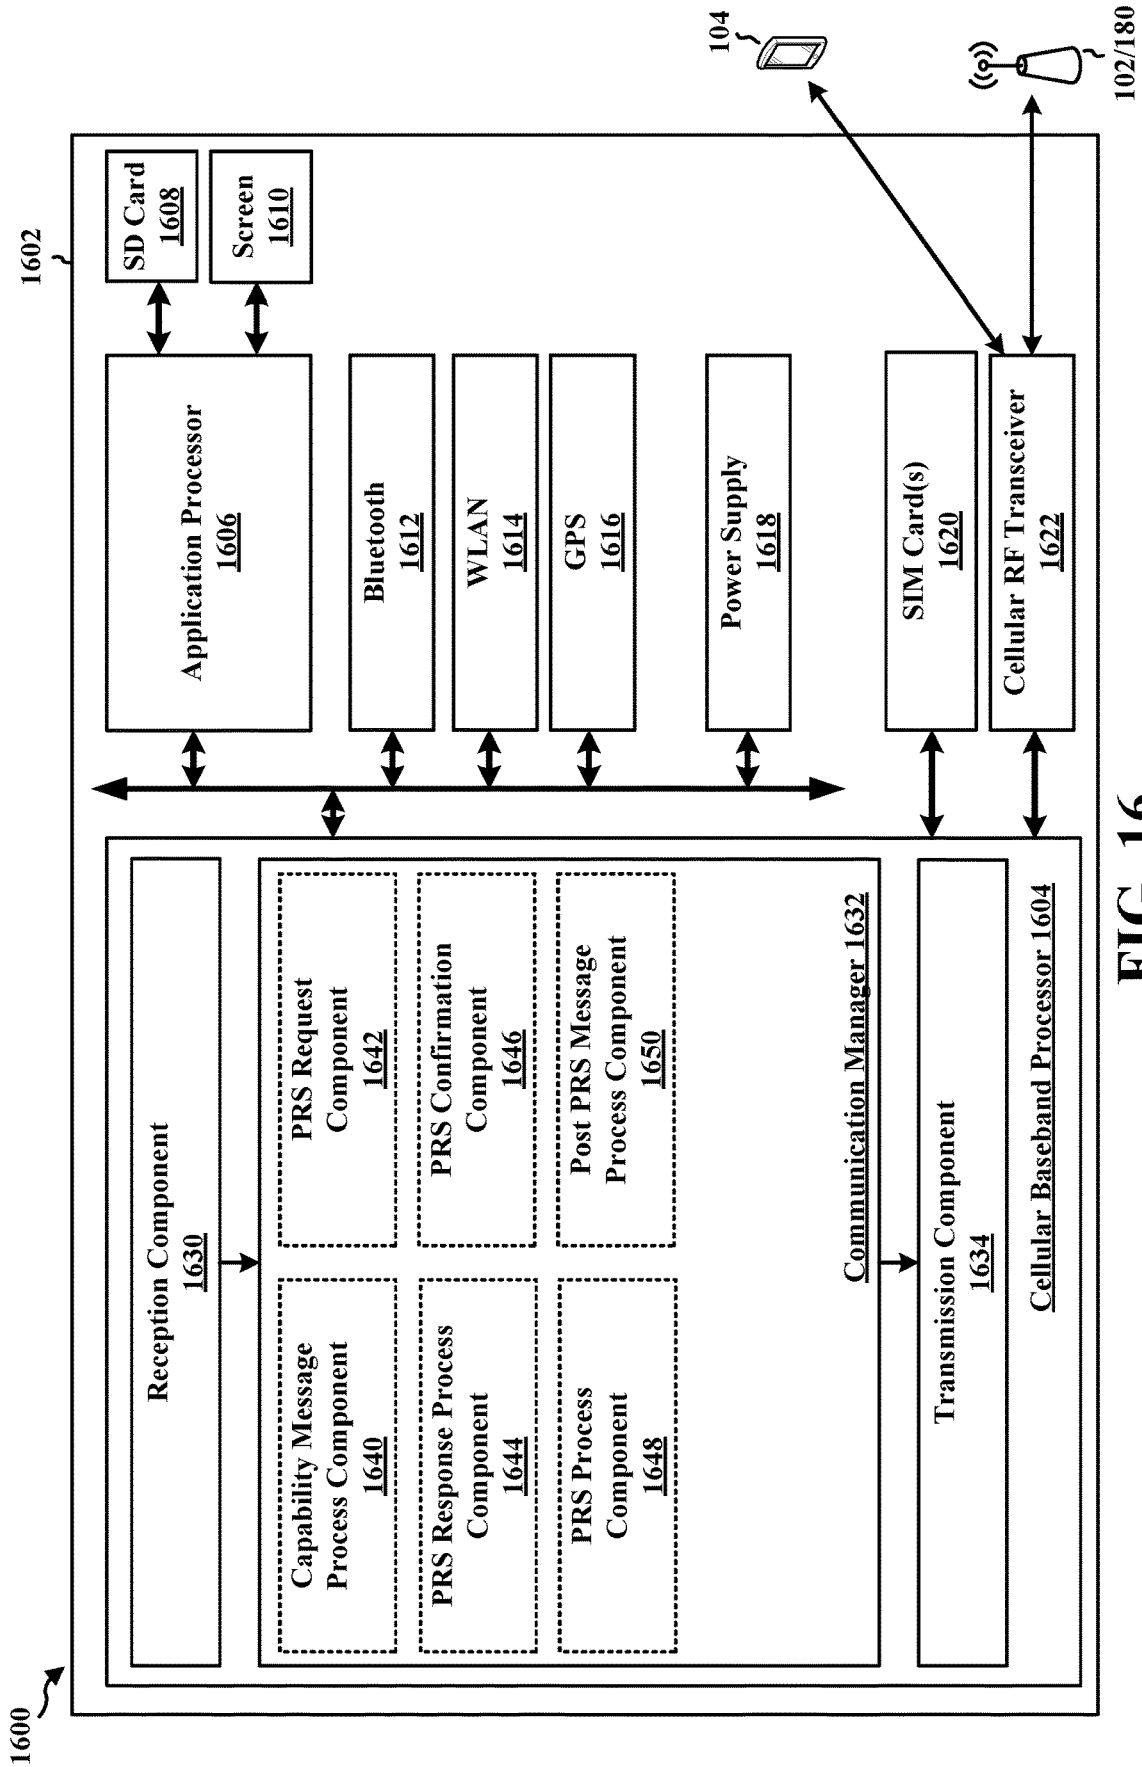 1600
1602
Reception Component
1630
Capability Message
Process Component
1640
PRS Request
Component
1642
PRS Response Process
Component
1644
PRS Confirmation
Component
1646
PRS Process
Component
1648
Post PRS Message
Process Component
1650
Communication Manager 1632
Transmission Component
1634
Cellular Baseband Processor 1604
Application Processor
1606
SD Card
1608
Screen
1610
Bluetooth
1612
WLAN
1614
GPS
1616
Power Supply
1618
SIM Card(s)
1620
Cellular RF Transceiver
1622
104
102/180
FIG. 16